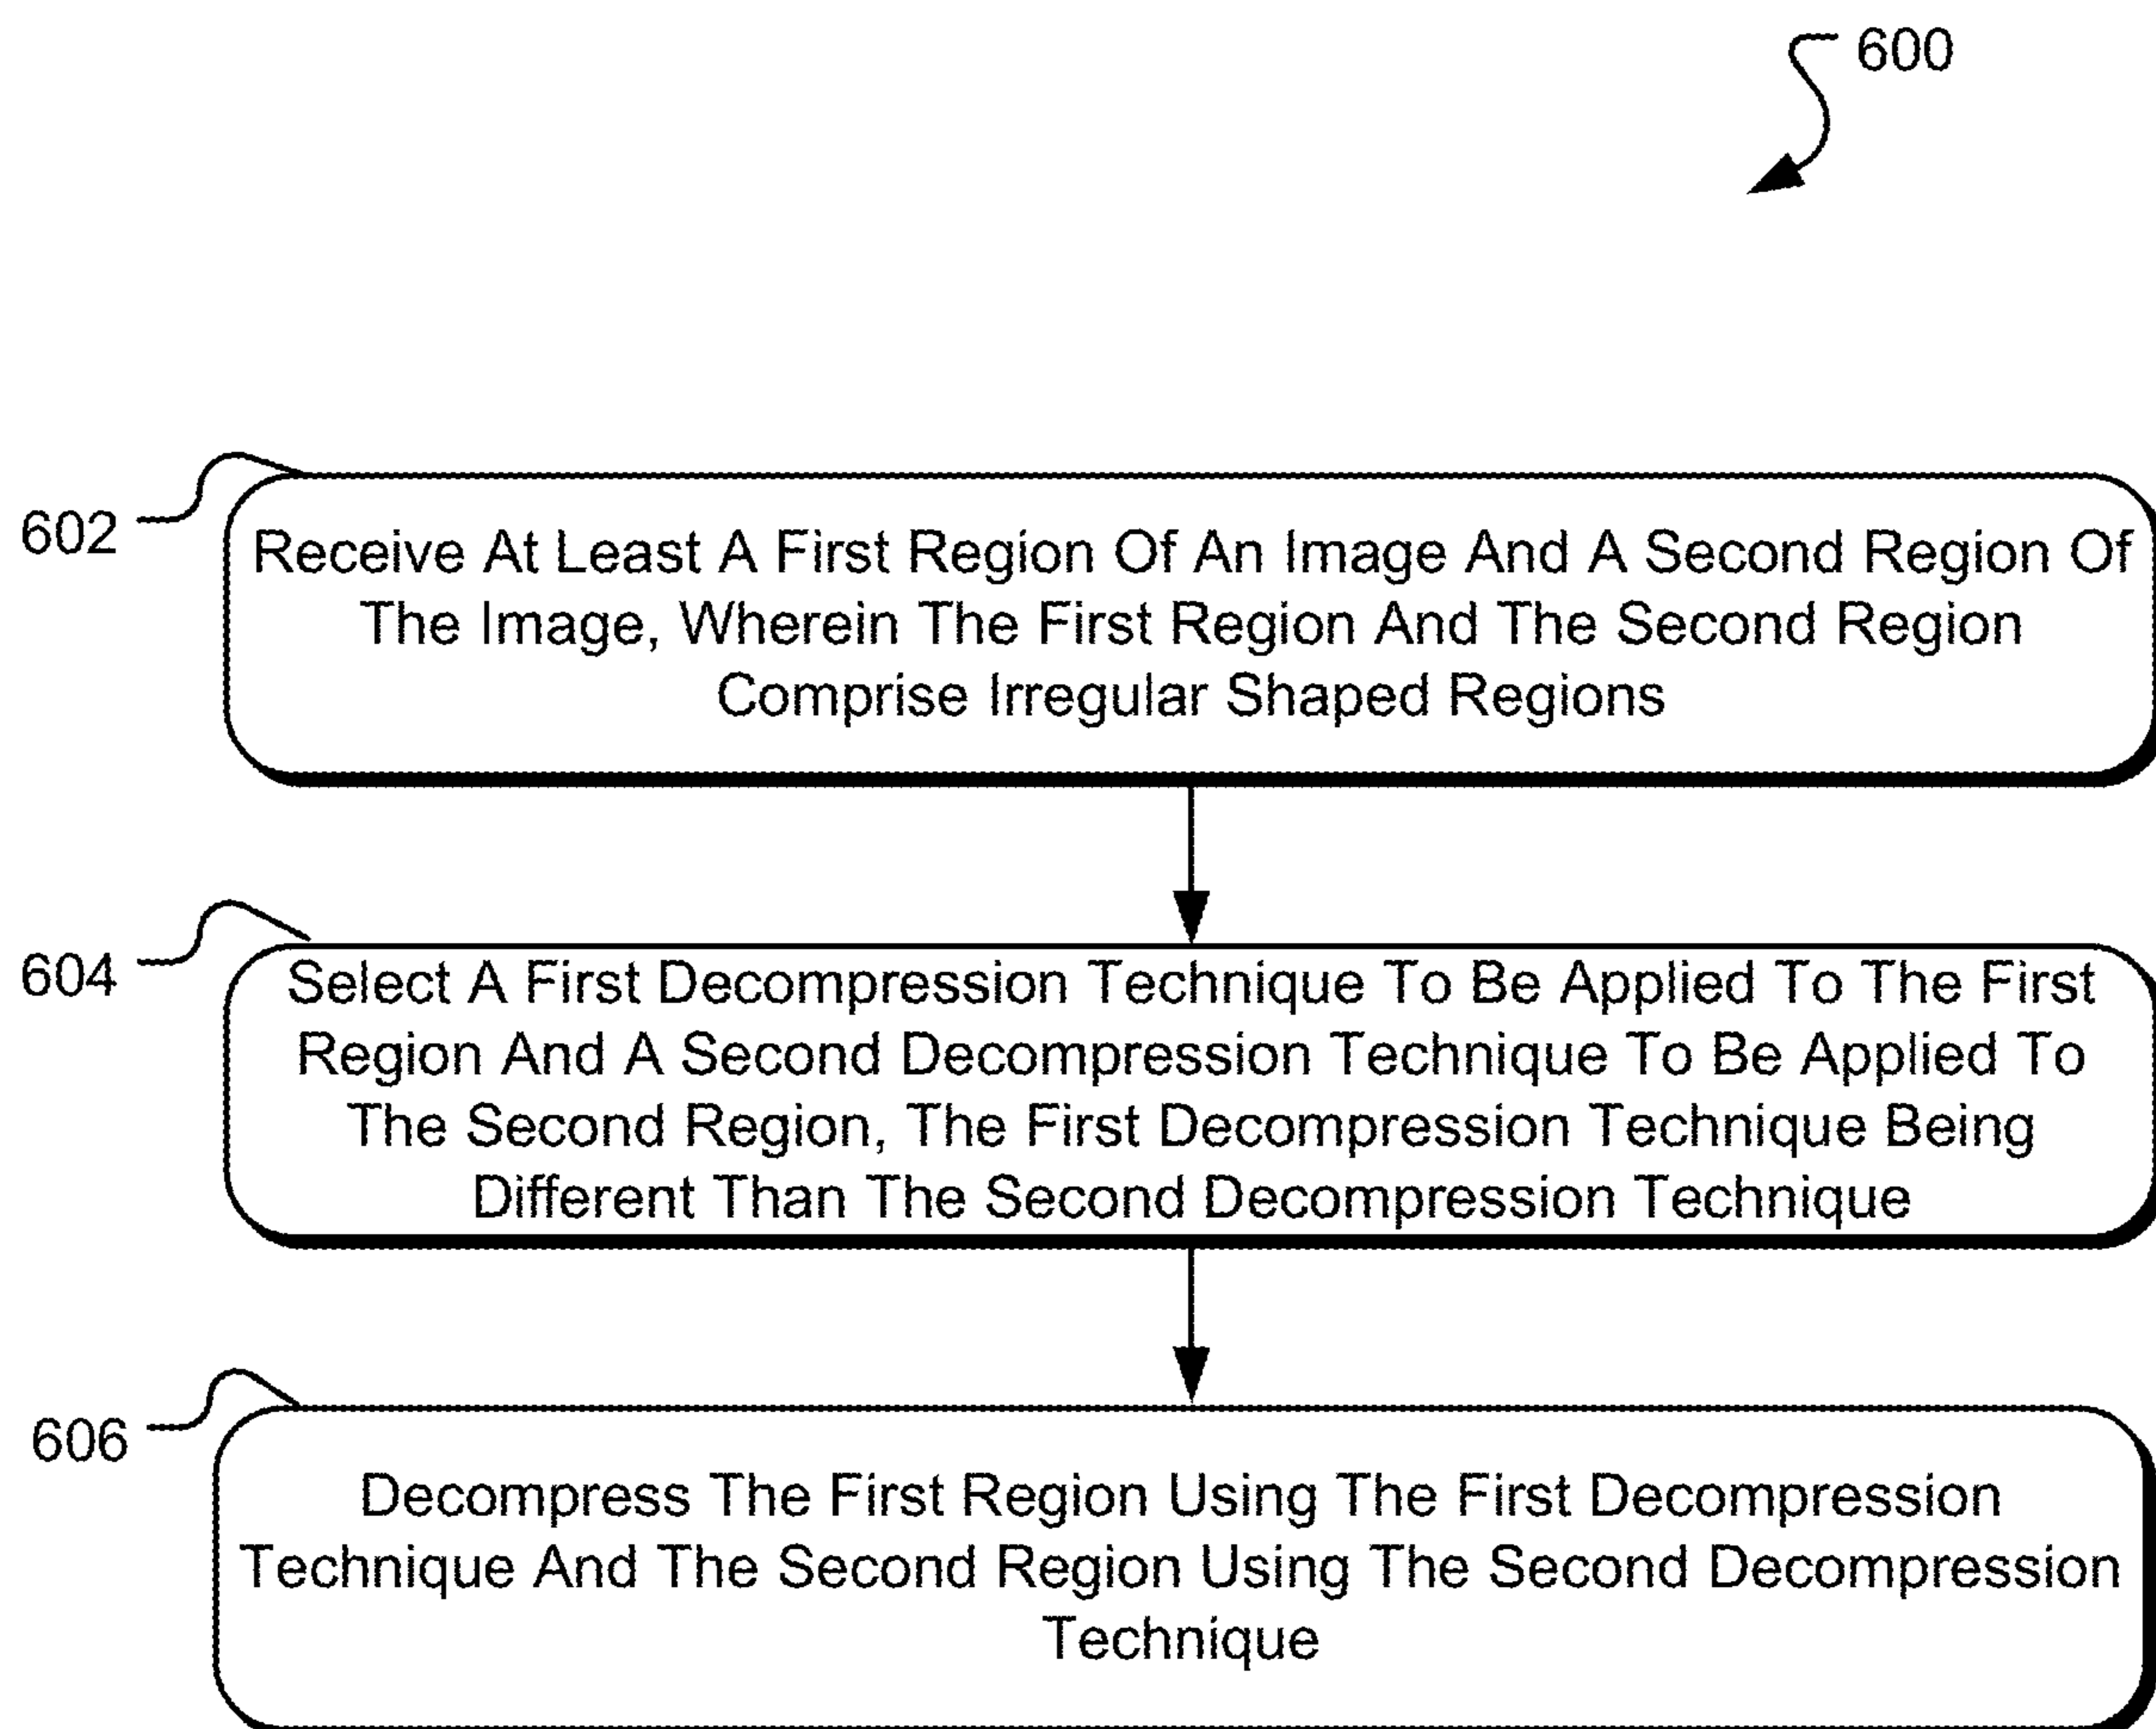 600
602
Receive At Least A First Region Of An Image And A Second Region Of
The Image, Wherein The First Region And The Second Region
Comprise Irregular Shaped Regions
604
Select A First Decompression Technique To Be Applied To The First
Region And A Second Decompression Technique To Be Applied To
The Second Region, The First Decompression Technique Being
Different Than The Second Decompression Technique
606
Decompress The First Region Using The First Decompression
Technique And The Second Region Using The Second Decompression
Technique